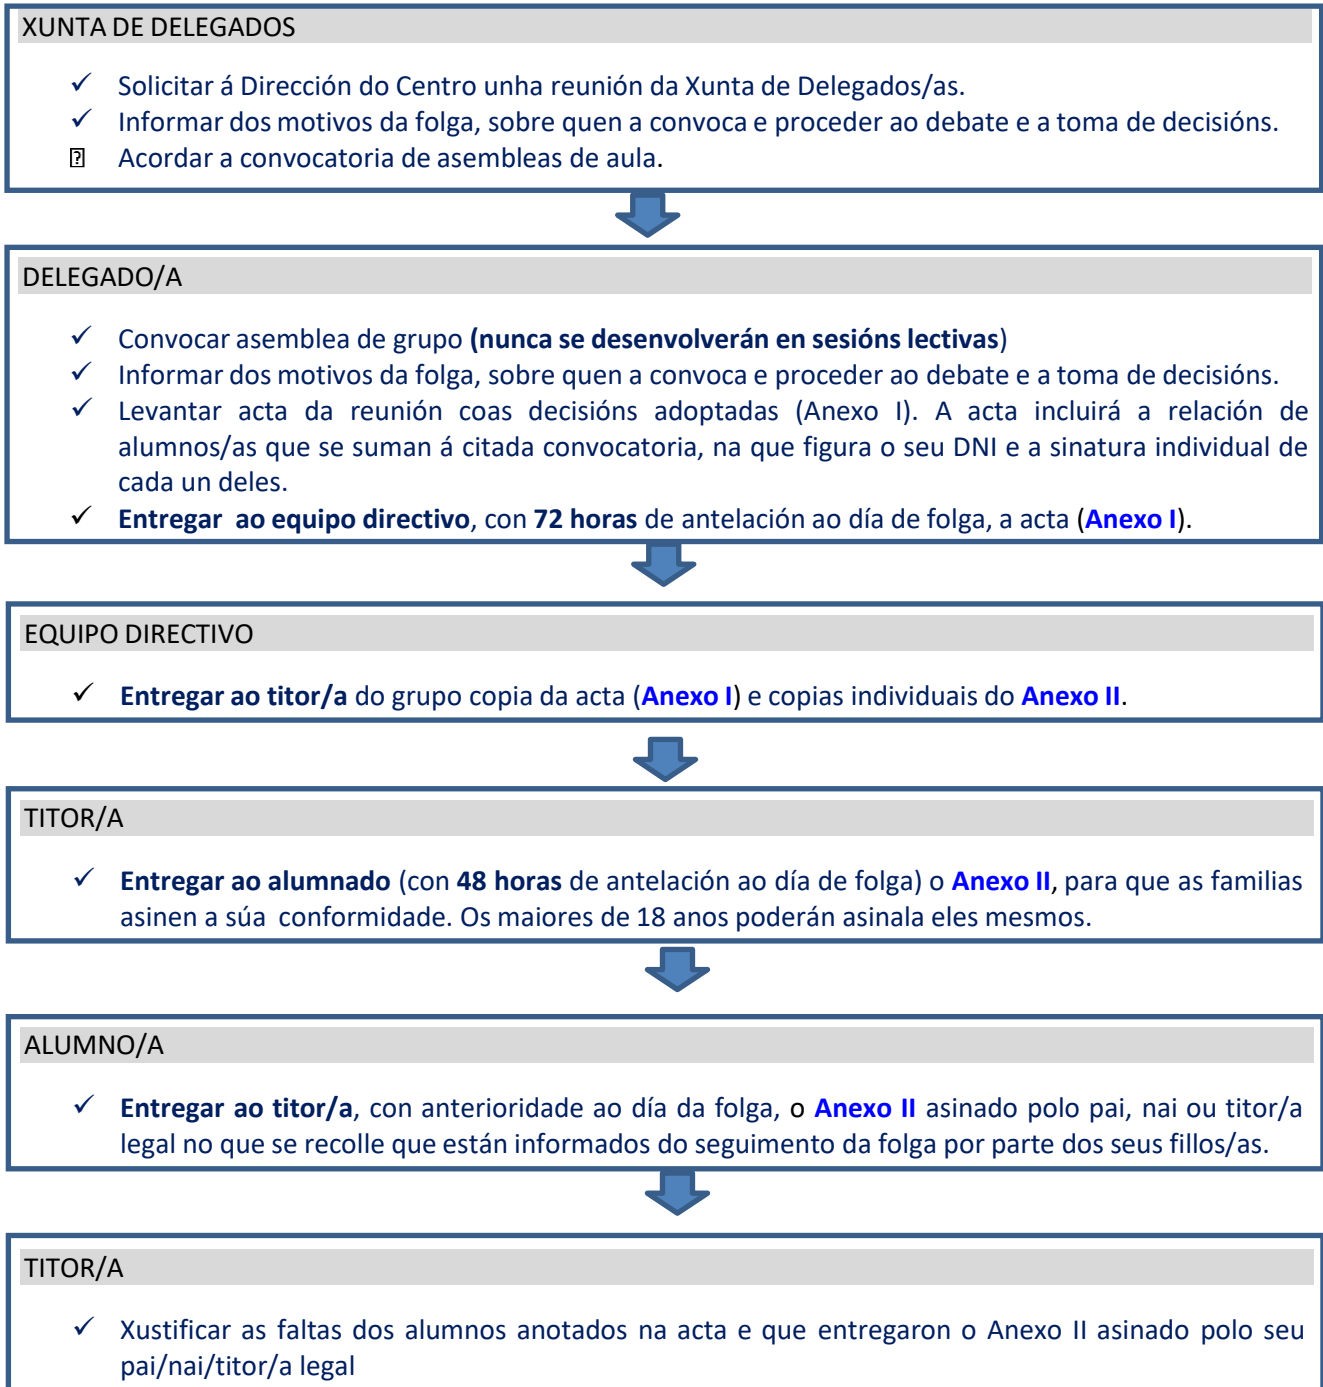 XUNTA DE DELEGADOS
✓ Solicitar á Dirección do Centro unha reunión da Xunta de Delegados/as.
✓ Informar dos motivos da folga, sobre quen a convoca e proceder ao debate e a toma de decisións.
Acordar a convocatoria de asembleas de aula.
DELEGADO/A
✓ Convocar asemblea de grupo (nunca se desenvolverán en sesións lectivas)
✓ Informar dos motivos da folga, sobre quen a convoca e proceder ao debate e a toma de decisións.
✓ Levantar acta da reunión coas decisións adoptadas (Anexo I). A acta incluirá a relación de
alumnos/as que se suman á citada convocatoria, na que figura o seu DNI e a sinatura individual de
cada un deles.
✓ Entregar ao equipo directivo, con 72 horas de antelación ao día de folga, a acta (Anexo I).
EQUIPO DIRECTIVO
✓ Entregar ao titor/a do grupo copia da acta (Anexo I) e copias individuais do Anexo II.
TITOR/A
✓ Entregar ao alumnado (con 48 horas de antelación ao día de folga) o Anexo II, para que as familias
asinen a súa conformidade. Os maiores de 18 anos poderán asinala eles mesmos.
ALUMNO/A
✓ Entregar ao titor/a, con anterioridade ao día da folga, o Anexo II asinado polo pai, nai ou titor/a
legal no que se recolle que están informados do seguimento da folga por parte dos seus fillos/as.
TITOR/A
✓ Xustificar as faltas dos alumnos anotados na acta e que entregaron o Anexo II asinado polo seu
pai/nai/titor/a legal